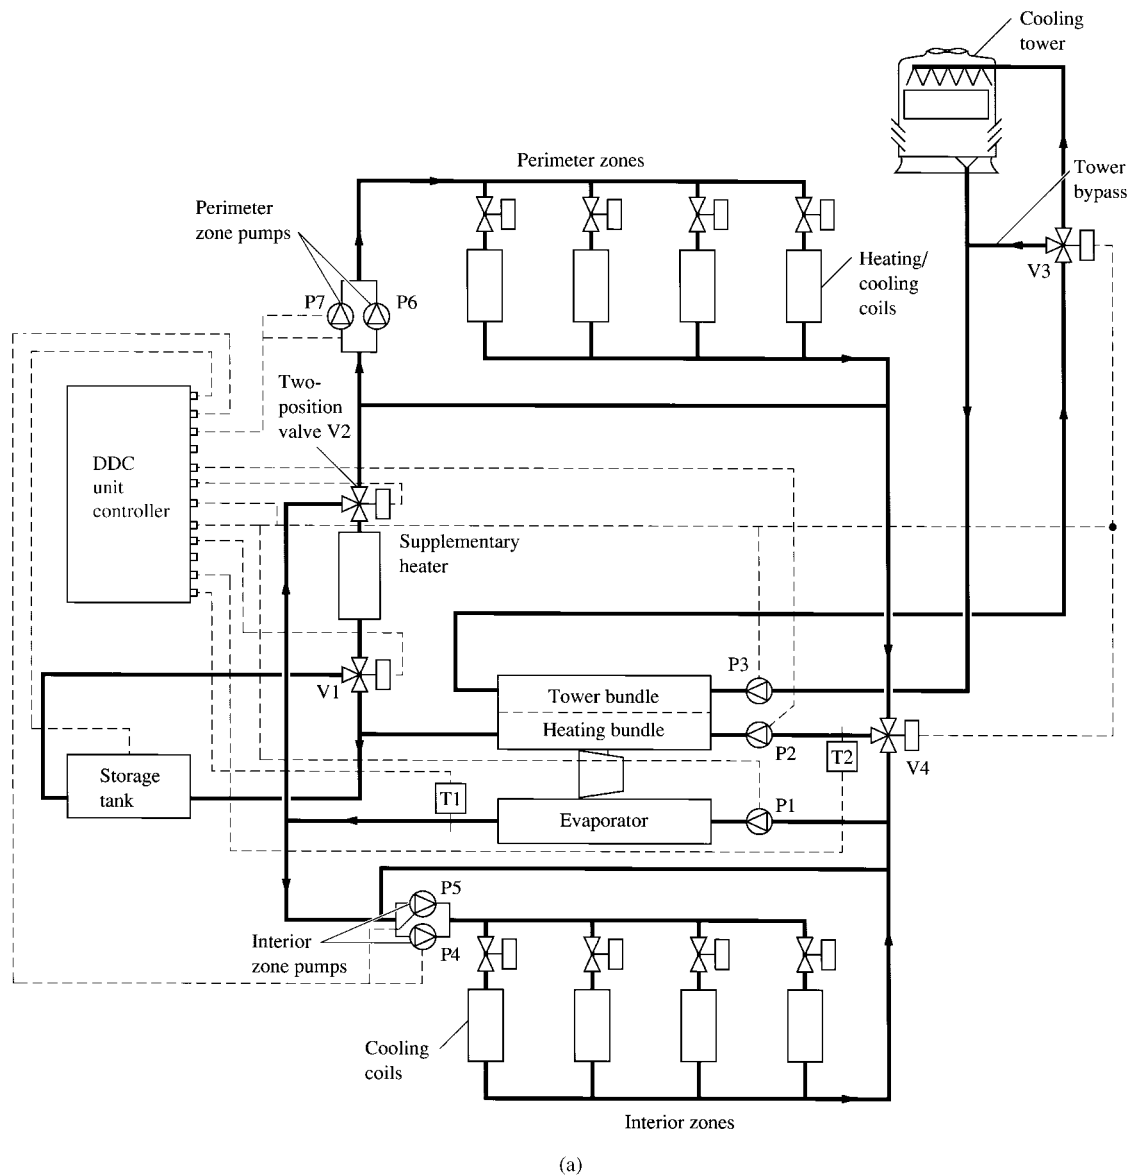 Cooling
tower
Perimeter zones
Tower
bypass
Perimeter
zone pumps
V3
Heating/
cooling
coils
P7
P6
Two-
position
valve V2
DDC
unit
controller
Supplementary
heater
V1
P3
Tower bundle
Heating bundle
P2
T2
V4
Storage
tank
T1
P1
Evaporator
P5
P4
Interior
zone pumps
Cooling
coils
Interior zones
(a)